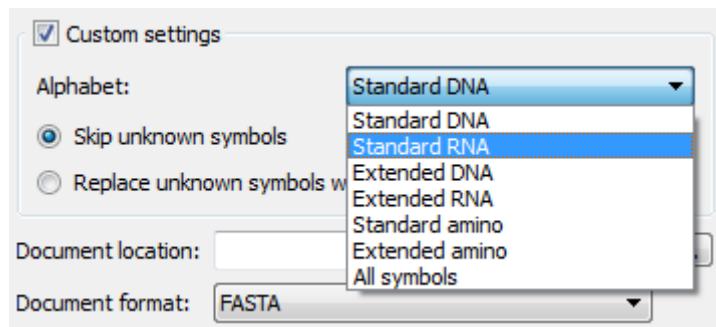 Custom settings
Alphabet: Standard DNA
Standard DNA
Skip unknown symbols
Standard RNA
Extended DNA
Replace unknown symbols w
Extended RNA
Standard amino
Document location:
Extended amino
All symbols
Document format: FASTA